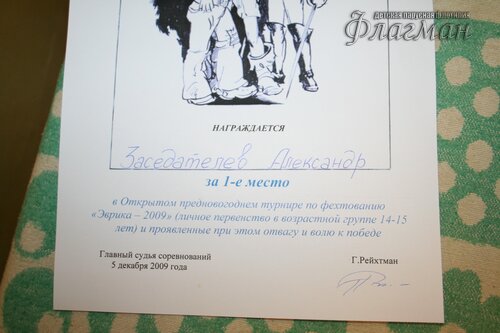 детская парусная флотилия
Флагман
НАГРАЖДАЕТСЯ
Заседателев Александр
за 1-е место
в Открытом предновогоднем турнире по фехтованию
«Эврика – 2009» (личное первенство в возрастной группе 14-15
лет) и проявленные при этом отвагу и волю к победе
Главный судья соревнований
Г.Рейхтман
5 декабря 2009 года